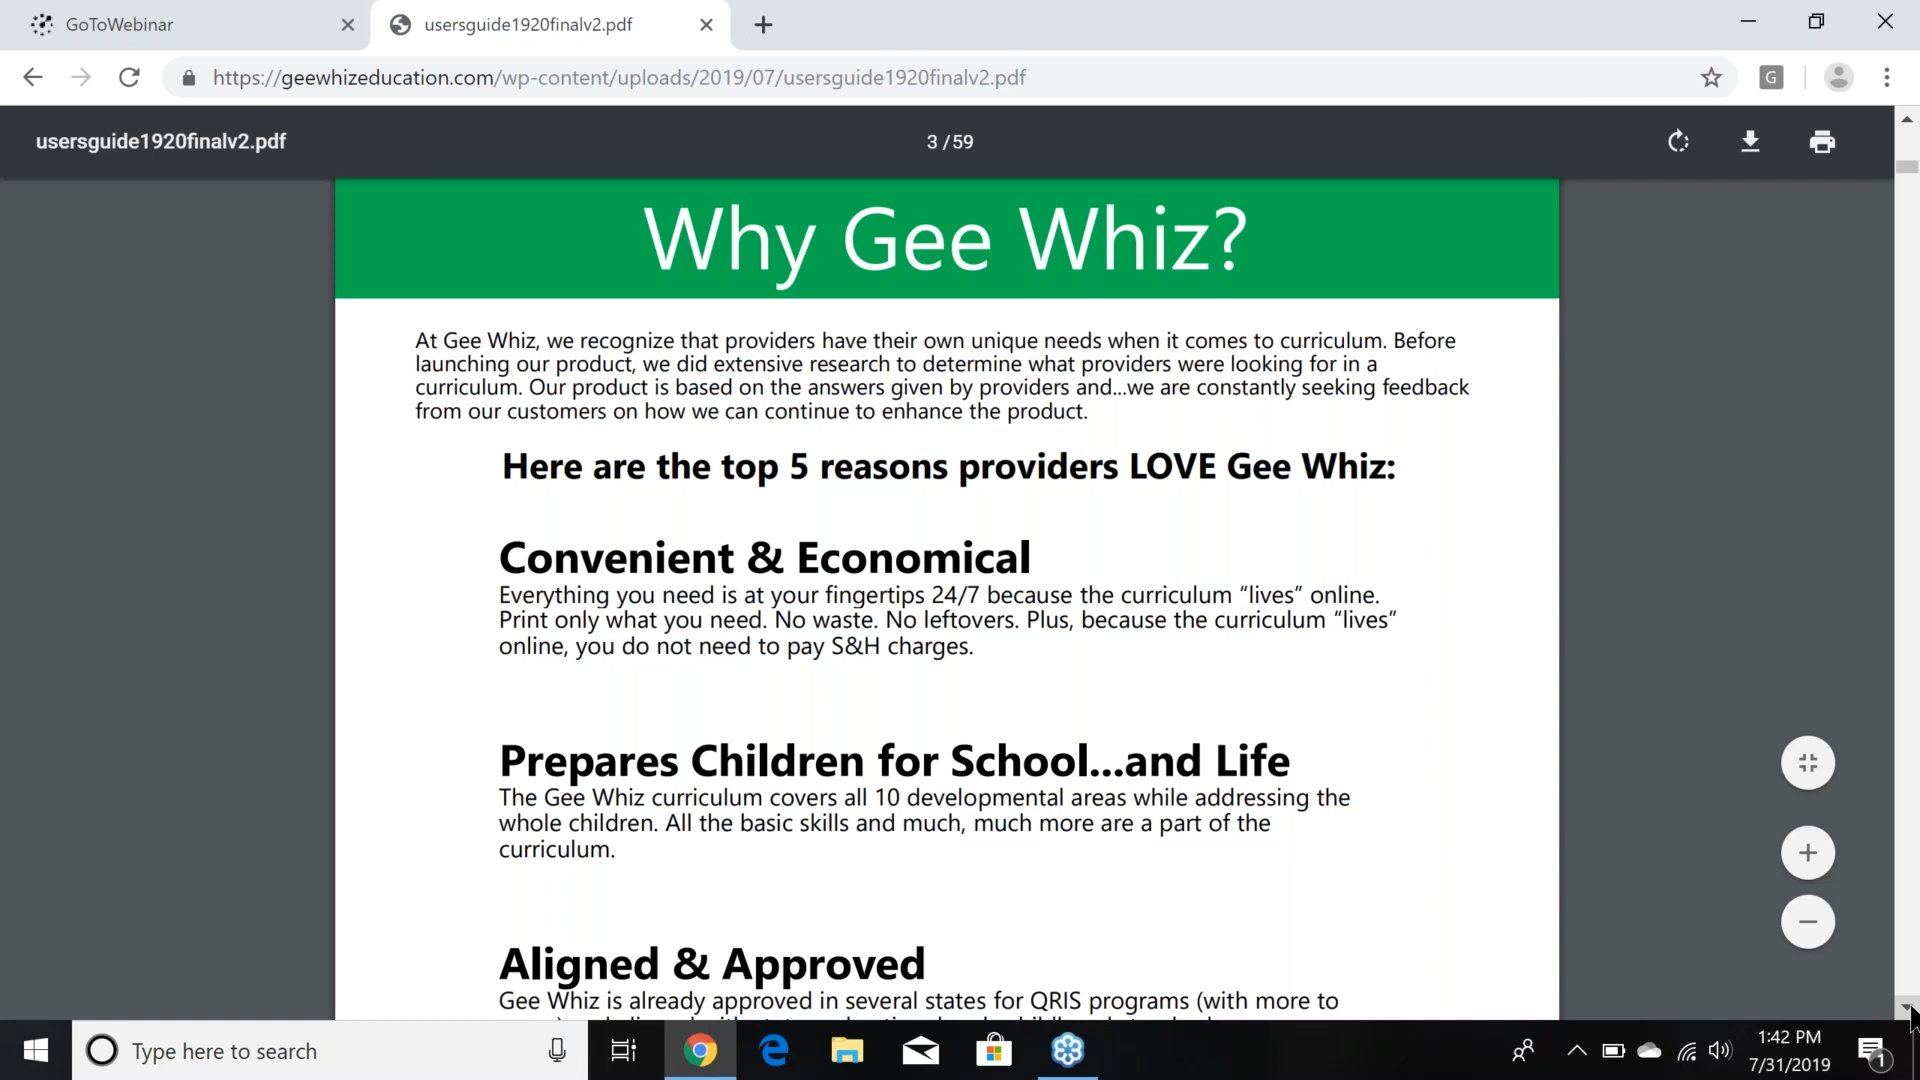 GoToWebinar
usersguide1920finalv2.pdf
https://geewhizeducation.com/wp-content/uploads/2019/07/usersguide1920finalv2.pdf
G
usersguide1920finalv2.pdf
3 / 59
Why Gee Whiz?
At Gee Whiz, we recognize that providers have their own unique needs when it comes to curriculum. Before
launching our product, we did extensive research to determine what providers were looking for in a
curriculum. Our product is based on the answers given by providers and...we are constantly seeking feedback
from our customers on how we can continue to enhance the product.
Here are the top 5 reasons providers LOVE Gee Whiz:
Convenient & Economical
Everything you need is at your fingertips 24/7 because the curriculum “lives” online.
Print only what you need. No waste. No leftovers. Plus, because the curriculum “lives”
online, you do not need to pay S&H charges.
Prepares Children for School...and Life
The Gee Whiz curriculum covers all 10 developmental areas while addressing the
whole children. All the basic skills and much, much more are a part of the
curriculum.
Aligned & Approved
Gee Whiz is already approved in several states for QRIS programs (with more to
Type here to search
1:42 PM
7/31/2019
1